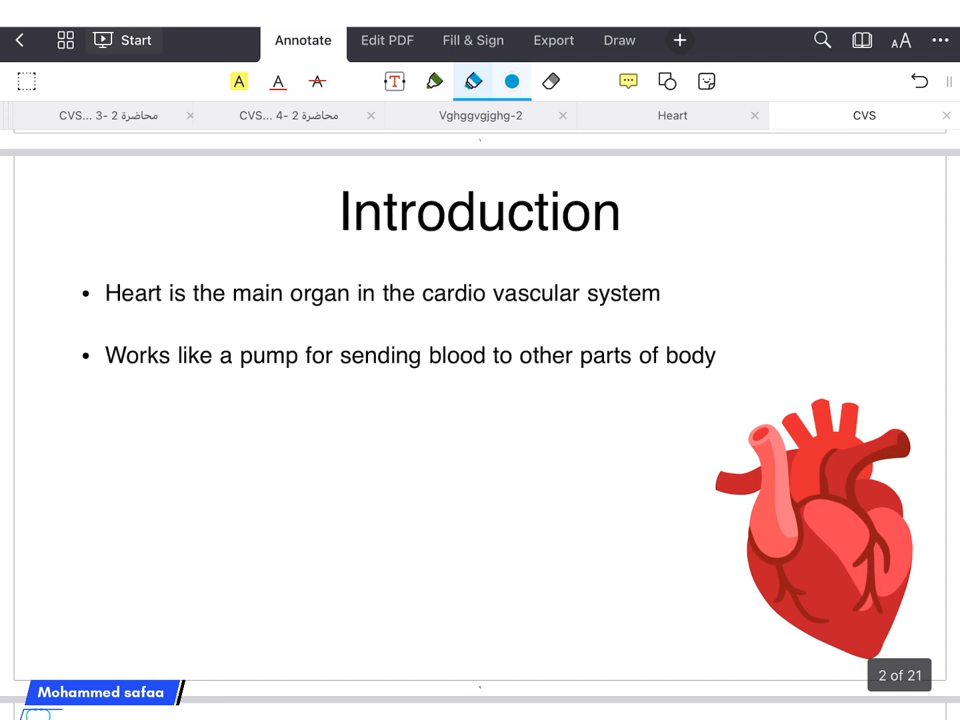 Start
Annotate
Edit PDF
Fill & Sign
Export
Draw
+
AA
A A A T
CVS... 3- محاضرة 2
CVS... 4- محاضرة 2
Vghggvgjghg-2
Heart
CVS
Introduction
• Heart is the main organ in the cardio vascular system
• Works like a pump for sending blood to other parts of body
2 of 21
Mohammed safaa